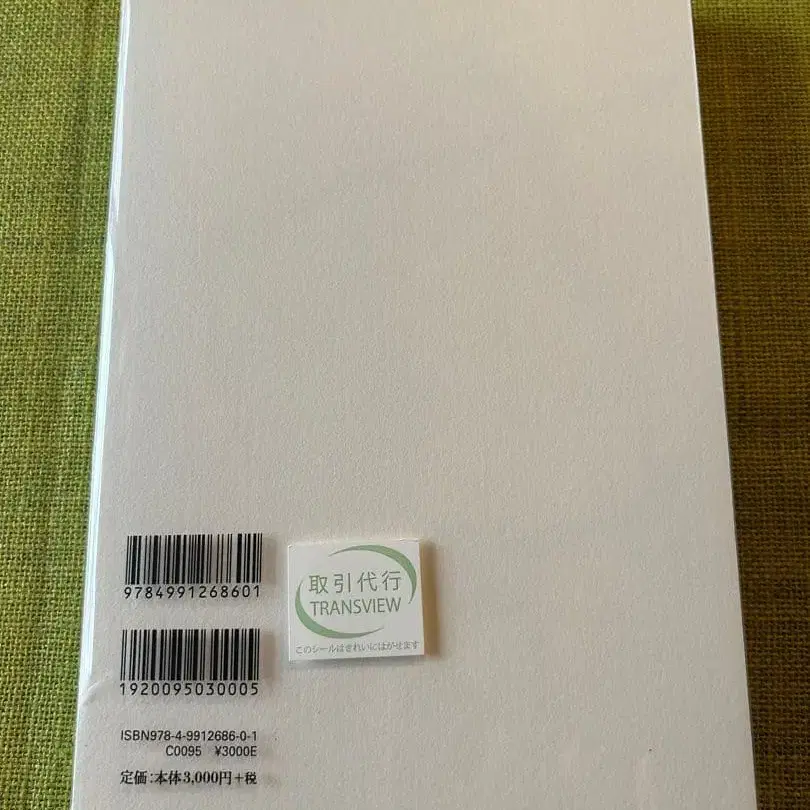 9784991268601
取引代行
TRANSVIEW
このシールはきれいにはがせます
1920095030005
ISBN978-4-9912686-0-1
C0095 ¥3000E
定価:本体3,000円+税